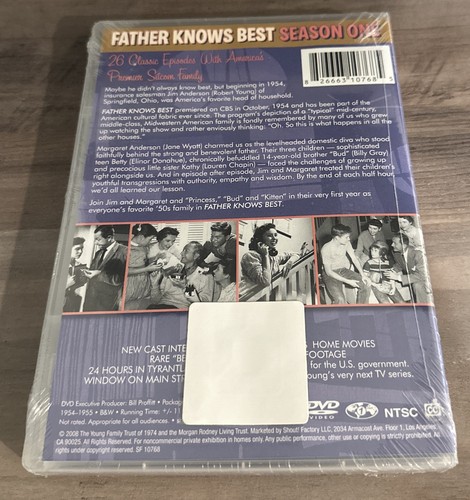 FATHER KNOWS BEST SEASON ONE
26 Classic Episodes With America's
Premier Sitcom Family
8 26663 10768 5
Maybe he didn't always know best, but beginning in 1954,
insurance salesman Jim Anderson (Robert Young) of
Springfield, Ohio, was America's favorite head of household.
FATHER KNOWS BEST premiered on CBS in October, 1954 and has been part of the
American cultural fabric ever since. The program's depiction of a "typical" mid-century,
middle-class, Midwestern American family is fondly remembered by many of us who grew
up watching the show and rather enviously thinking: "Oh. So this is what happens in all the
other houses."
Margaret Anderson (Jane Wyatt) charmed us as the levelheaded domestic diva who stood
faithfully behind the strong and benevolent father. Their three children — sophisticated
teen Betty (Elinor Donahue), chronically befuddled 14-year-old brother "Bud" (Billy Gray)
and precocious little sister Kathy (Lauren Chapin) — faced the challenges of growing up
right alongside us. And in episode after episode, Jim and Margaret treated their children's
youthful transgressions with authority, empathy and wisdom. By the end of each half hour,
we'd all learned our lesson.
Join Jim and Margaret and "Princess," "Bud" and "Kitten" in their very first year as
everyone's favorite '50s family in FATHER KNOWS BEST.
NEW CAST INTE HOME MOVIES
RARE "BE FOOTAGE
24 HOURS IN TYRANTL for the U.S. government.
WINDOW ON MAIN ST ung's very next TV series.
DVD Executive Producer: Bill Proffitt • Packag
1954-1955 • B&W • Running Time: +/- 11
Not rated. Appropriate for all audiences. •
DVD VIDEO 1 NTSC
© 2008 The Young Family Trust of 1974 and the Morgan Rodney Living Trust. Marketed by Shout! Factory LLC, 2034 Armacost Ave. Floor 1, Los Angeles,
CA 90025. All Rights Reserved. For noncommercial private exhibition in homes only. Any public performance, other use or copying is strictly prohibited. All
rights under copyright reserved. SF 10768